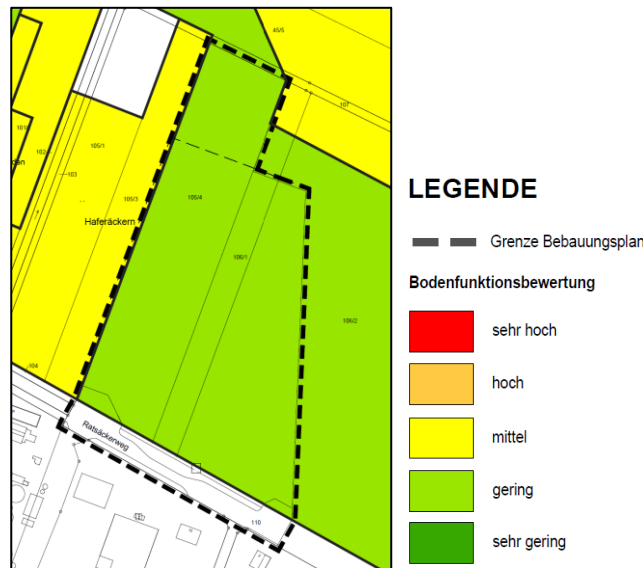 45/5
107
101
102
den
103
105/1
105/3
105/4
Haferäckern
106/1
106/2
104
Ratsäckerweg
110
LEGENDE
Grenze Bebauungsplan
Bodenfunktionsbewertung
sehr hoch
hoch
mittel
gering
sehr gering